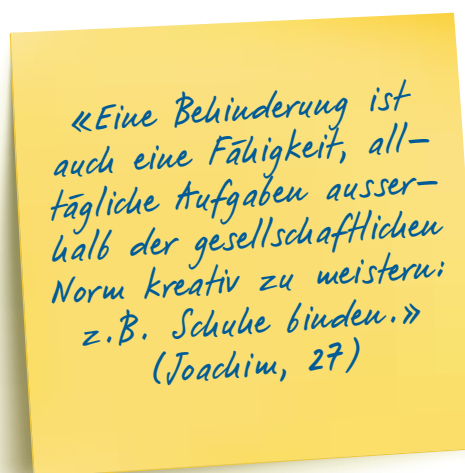 «Eine Behinderung ist
auch eine Fähigkeit, all–
tägliche Aufgaben ausser–
halb der gesellschaftlichen
Norm kreativ zu meistern:
z.B. Schuhe binden.»
(Joachim, 27)